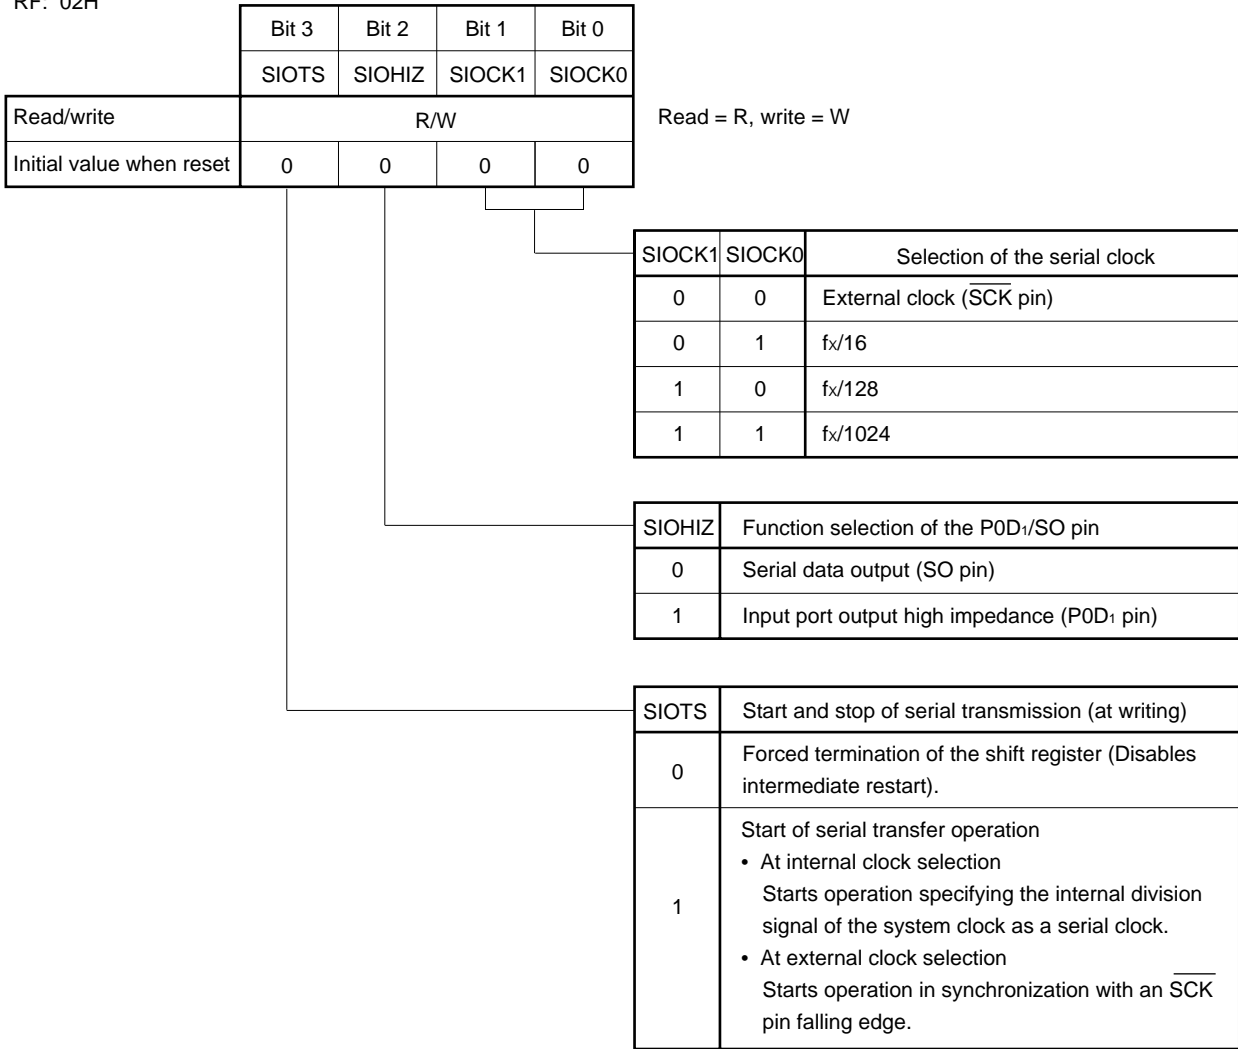 RF: 02H
Bit 3 Bit 2 Bit 1 Bit 0
SIOTS SIOHIZ SIOCK1 SIOCK0
Read/write R/W Read = R, write = W
Initial value when reset 0 0 0 0
SIOCK1 SIOCK0 Selection of the serial clock
0 0 External clock (S̅C̅K̅ pin)
0 1 fX/16
1 0 fX/128
1 1 fX/1024
SIOHIZ Function selection of the P0D₁/SO pin
0 Serial data output (SO pin)
1 Input port output high impedance (P0D₁ pin)
SIOTS Start and stop of serial transmission (at writing)
0 Forced termination of the shift register (Disables
intermediate restart).
1 Start of serial transfer operation
• At internal clock selection
Starts operation specifying the internal division
signal of the system clock as a serial clock.
• At external clock selection
Starts operation in synchronization with an S̅C̅K̅
pin falling edge.